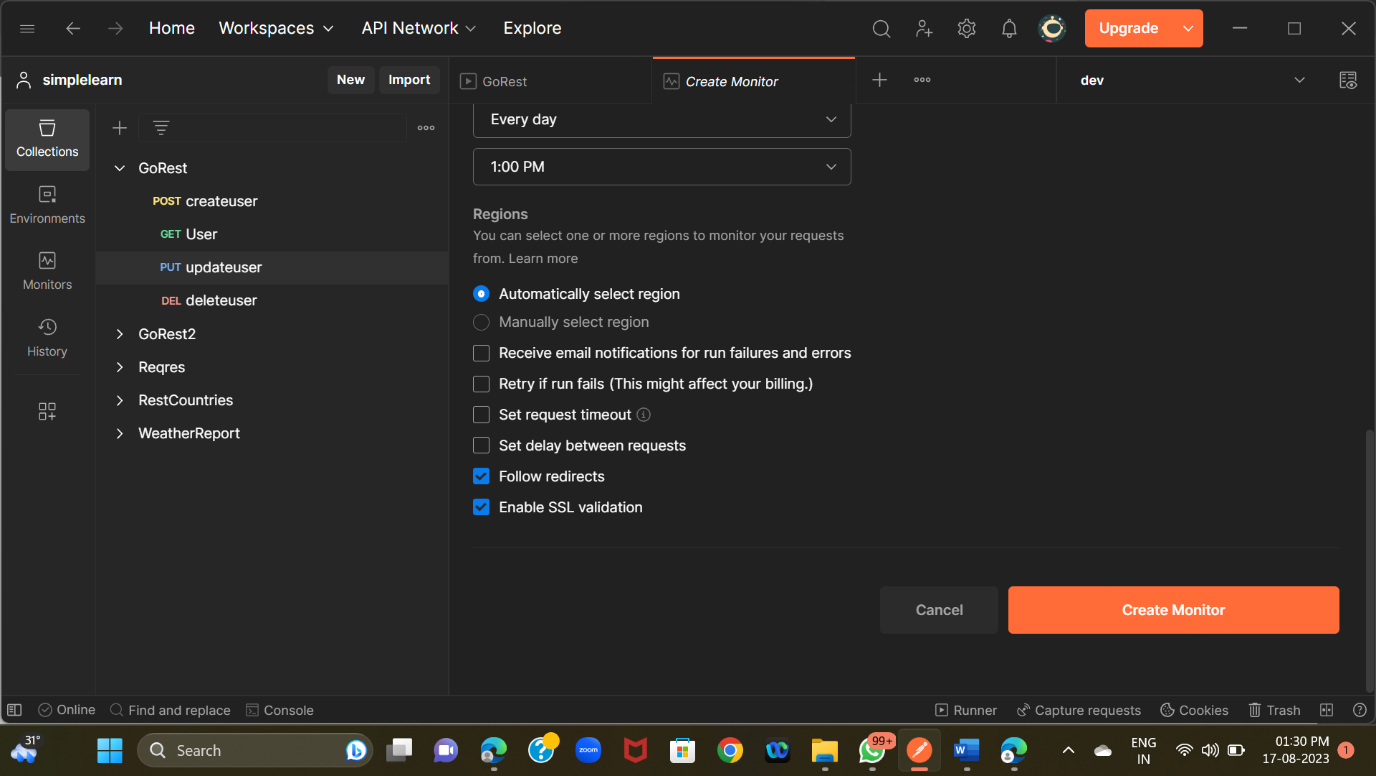 Home Workspaces API Network Explore Upgrade
simplelearn New Import GoRest Create Monitor dev
Collections
Environments
Monitors
History
GoRest
POST createuser
GET User
PUT updateuser
DEL deleteuser
GoRest2
Reqres
RestCountries
WeatherReport
Every day
1:00 PM
Regions
You can select one or more regions to monitor your requests
from. Learn more
Automatically select region
Manually select region
Receive email notifications for run failures and errors
Retry if run fails (This might affect your billing.)
Set request timeout
Set delay between requests
Follow redirects
Enable SSL validation
Cancel Create Monitor
Online Find and replace Console Runner Capture requests Cookies Trash
31° Search zoom 99+ W ENG 01:30 PM
IN 17-08-2023 1